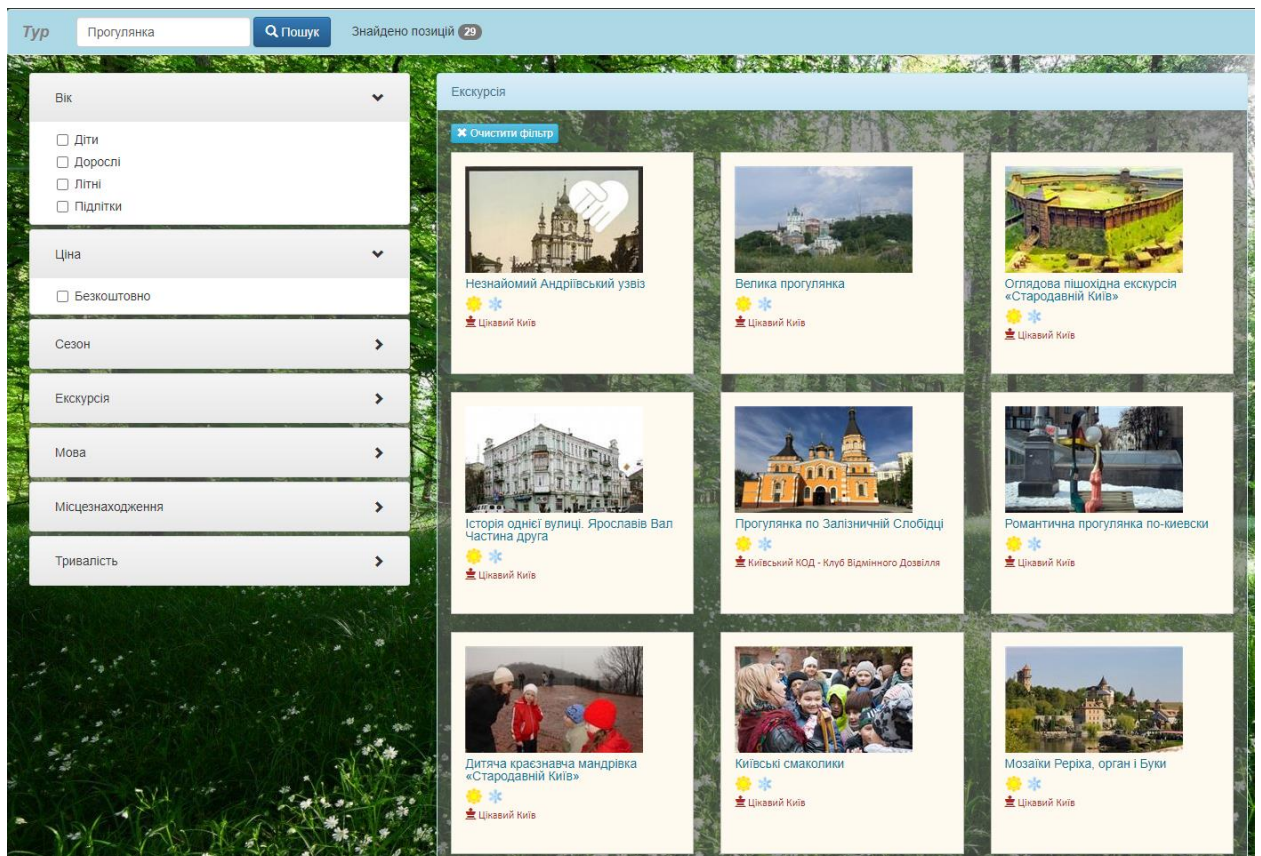 Тур
Прогулянка
Пошук
Знайдено позицій 29
Вік
Діти
Дорослі
Літні
Підлітки
Ціна
Безкоштовно
Сезон
Екскурсія
Мова
Місцезнаходження
Тривалість
Екскурсія
Очистити фільтр
Незнайомий Андріївський узвіз
Цікавий Київ
Велика прогулянка
Цікавий Київ
Оглядова пішохідна екскурсія
«Стародавній Київ»
Цікавий Київ
Історія однієї вулиці. Ярославів Вал
Частина друга
Цікавий Київ
Прогулянка по Залізничній Слобідці
Київський КОД - Клуб Відмінного Дозвілля
Романтична прогулянка по-киевски
Цікавий Київ
Дитяча краєзнавча мандрівка
«Стародавній Київ»
Цікавий Київ
Київські смаколики
Цікавий Київ
Мозаїки Реріха, орган і Буки
Цікавий Київ